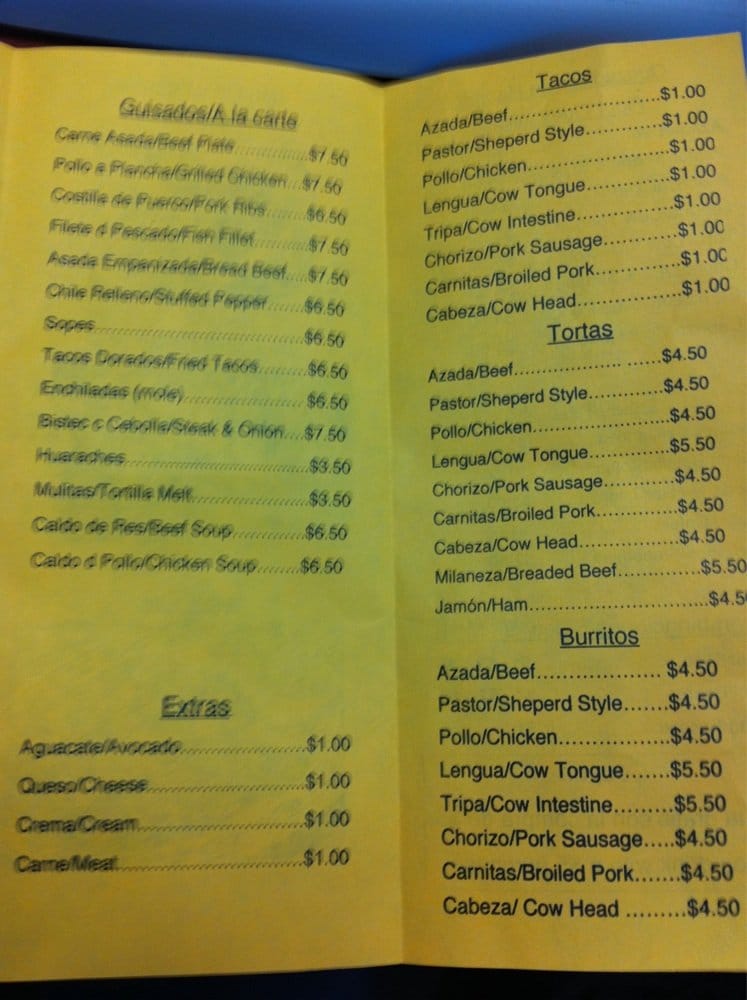 Guisados/A la carte
Carne Asada/Beef Plate................$7.50
Pollo a Plancha/Grilled Chicken...$7.50
Costilla de Puerco/Pork Ribs........$6.50
Filete d Pescado/Fish Fillet...........$7.50
Asada Empanizada/Bread Beef....$7.50
Chile Relleno/Stuffed Pepper........$6.50
Sopes...............................................$6.50
Tacos Dorados/Fried Tacos..........$6.50
Enchiladas (mole)........................ $6.50
Bistec c Cebolla/Steak & Onion....$7.50
Huaraches.......................................$3.50
Mulitas/Tortilla Melt.........................$3.50
Caldo de Res/Beef Soup...............$6.50
Caldo d Pollo/Chicken Soup.........$6.50
Extras
Aguacate/Avocado.....................$1.00
Queso/Cheese...........................$1.00
Crema/Cream............................$1.00
Carne/Meat................................$1.00
Tacos
Azada/Beef..........................$1.00
Pastor/Sheperd Style.............$1.00
Pollo/Chicken........................$1.00
Lengua/Cow Tongue..............$1.00
Tripa/Cow Intestine................$1.00
Chorizo/Pork Sausage............$1.00
Carnitas/Broiled Pork..............$1.00
Cabeza/Cow Head..................$1.00
Tortas
Azada/Beef.................... ......$4.50
Pastor/Sheperd Style.............$4.50
Pollo/Chicken........................$4.50
Lengua/Cow Tongue..............$5.50
Chorizo/Pork Sausage............$4.50
Carnitas/Broiled Pork..............$4.50
Cabeza/Cow Head..................$4.50
Milaneza/Breaded Beef..............$5.50
Jamón/Ham..............................$4.5
Burritos
Azada/Beef.................... $4.50
Pastor/Sheperd Style.......$4.50
Pollo/Chicken..................$4.50
Lengua/Cow Tongue.......$5.50
Tripa/Cow Intestine.........$5.50
Chorizo/Pork Sausage.....$4.50
Carnitas/Broiled Pork.......$4.50
Cabeza/ Cow Head .........$4.50